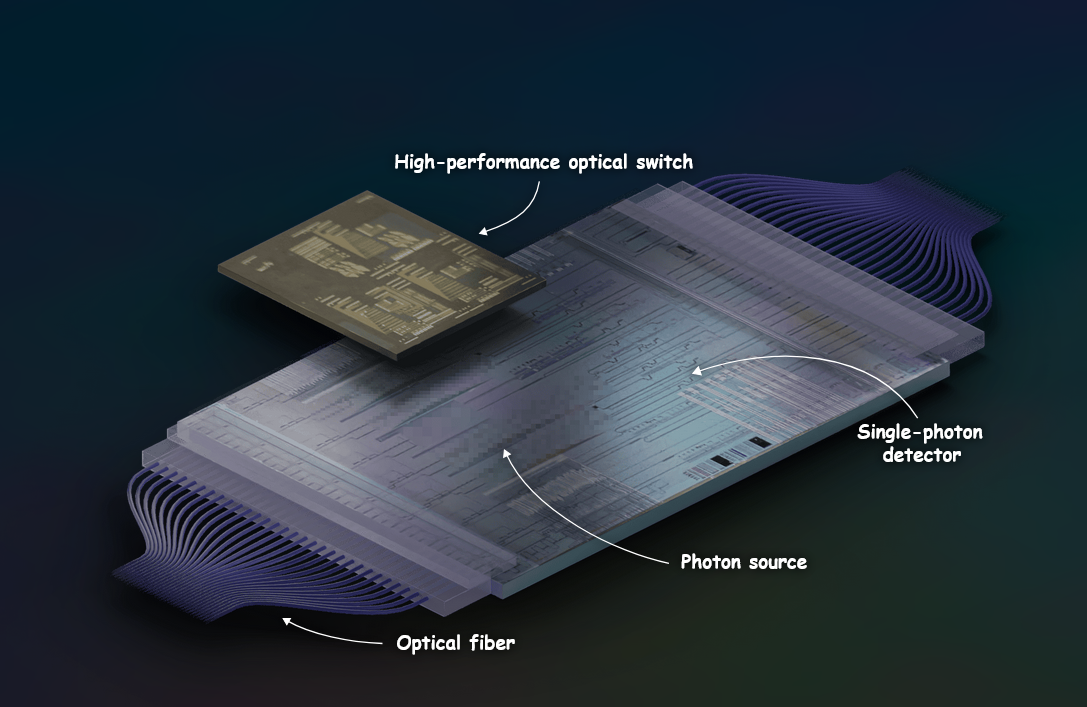 High-performance optical switch
Single-photon
detector
Photon source
Optical fiber